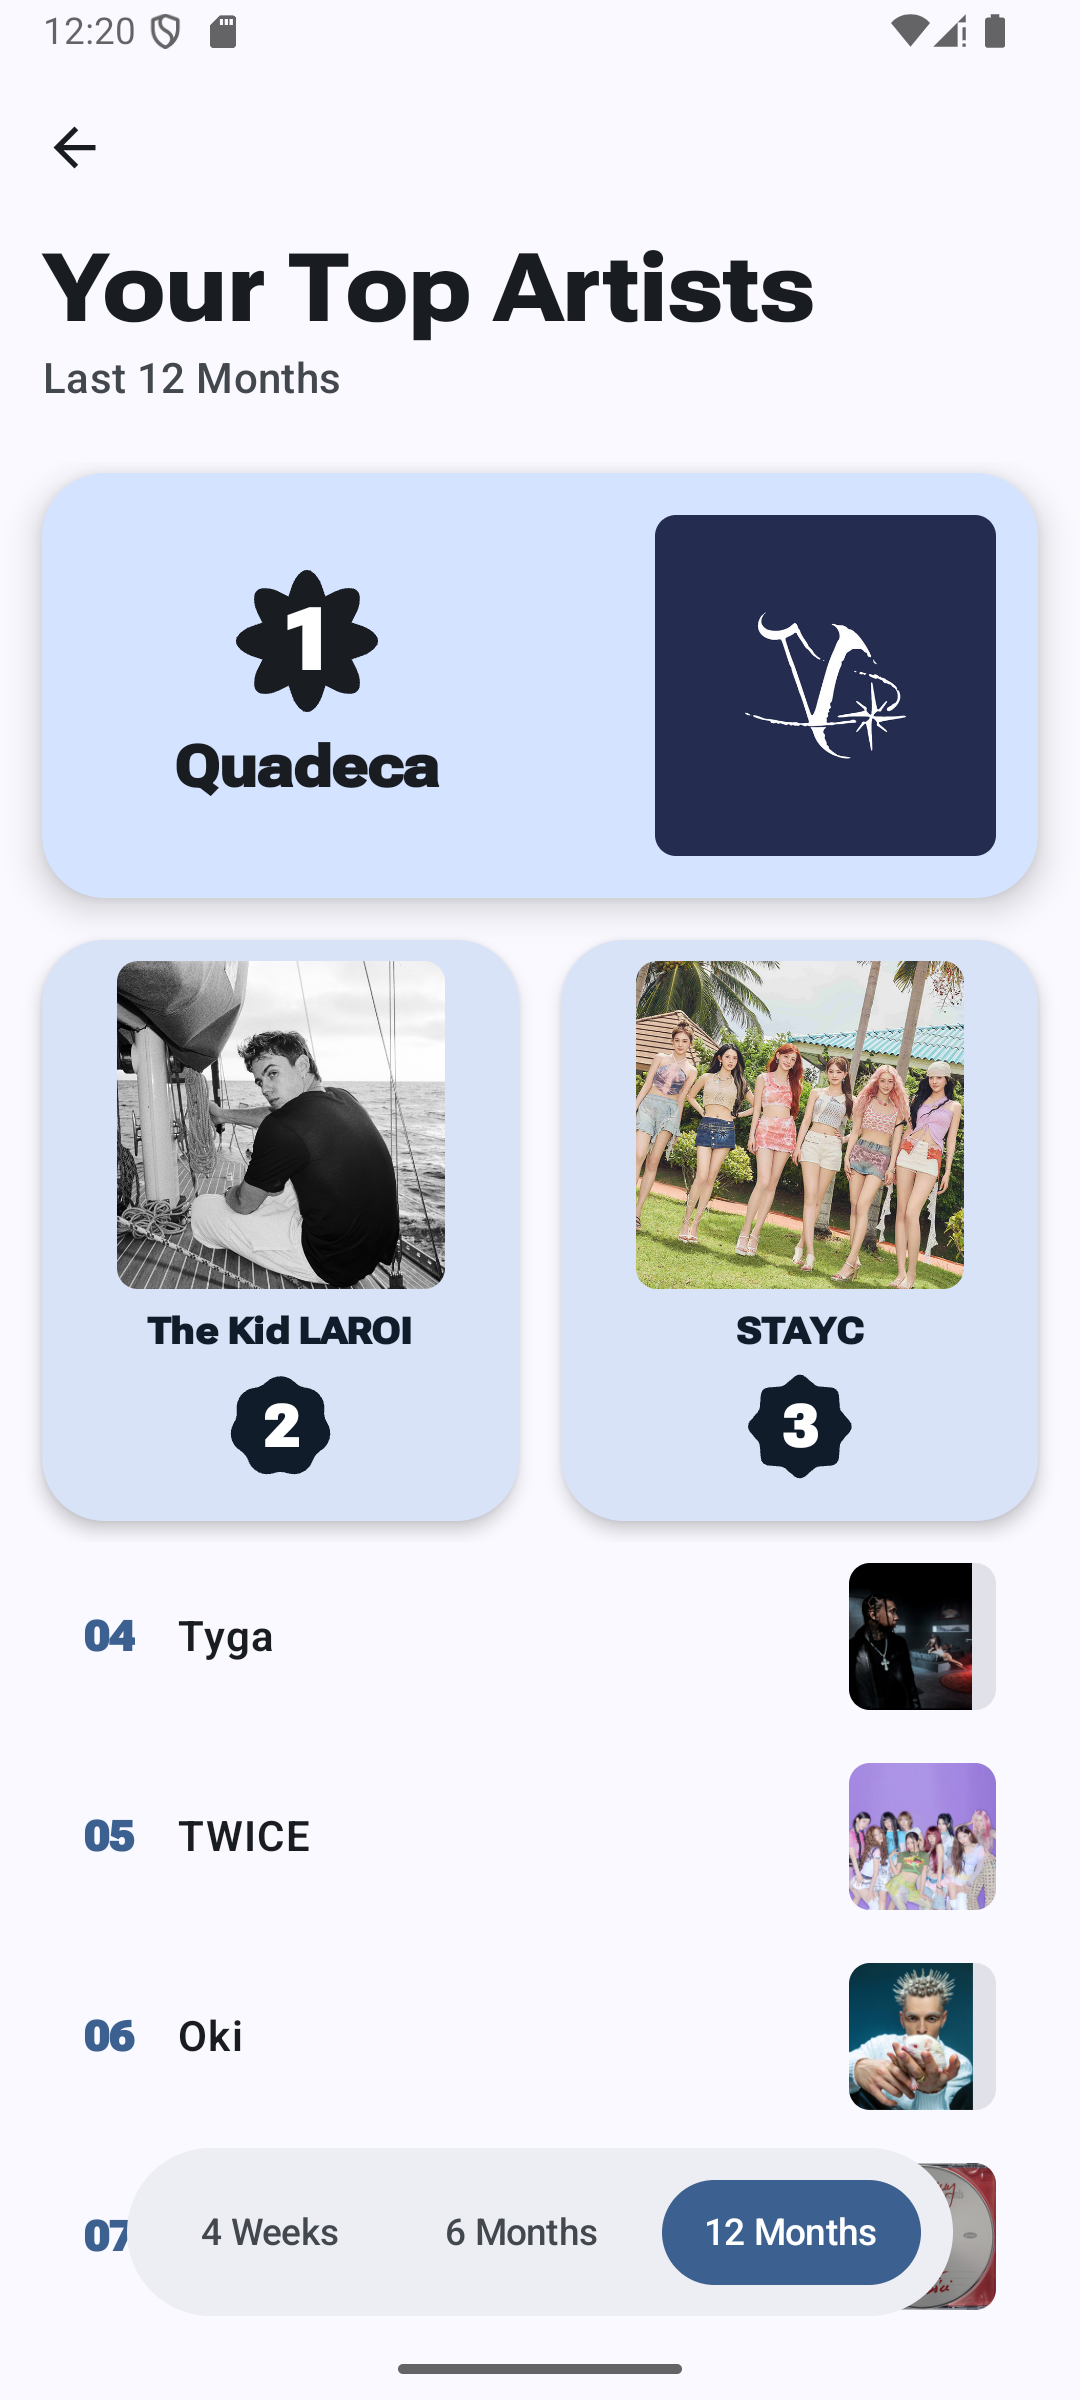 12:20
Your Top Artists
Last 12 Months
1
Quadeca
The Kid LAROI
2
STAYC
3
04 Tyga
05 TWICE
06 Oki
07
4 Weeks 6 Months 12 Months